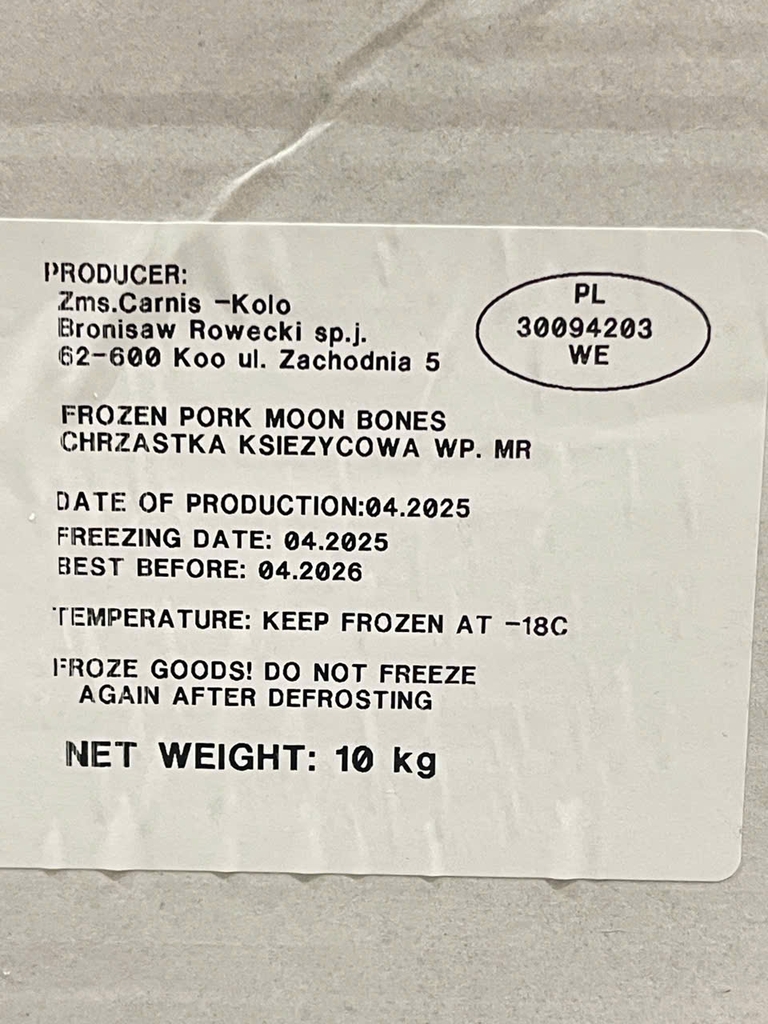 PRODUCER:
Zms.Carnis -Kolo
Bronisaw Rowecki sp.j.
62-600 Koo ul. Zachodnia 5
PL
30094203
WE
FROZEN PORK MOON BONES
CHRZASTKA KSIEZYCOWA WP. MR
DATE OF PRODUCTION:04.2025
FREEZING DATE: 04.2025
BEST BEFORE: 04.2026
TEMPERATURE: KEEP FROZEN AT -18C
FROZE GOODS! DO NOT FREEZE
AGAIN AFTER DEFROSTING
NET WEIGHT: 10 kg